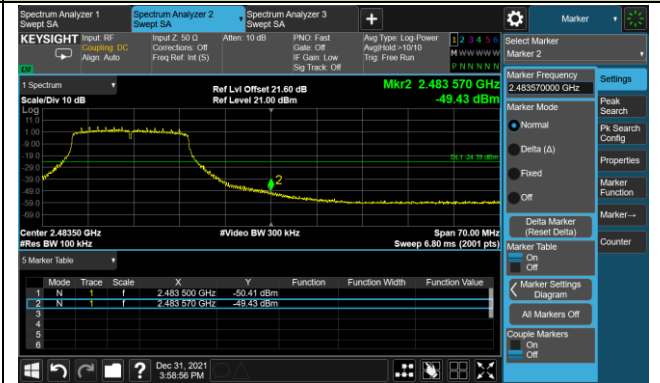 Spectrum Analyzer 1
Swept SA
Spectrum Analyzer 2
Swept SA
Spectrum Analyzer 3
Swept SA
+
Marker
KEYSIGHT
Input: RF
Coupling: DC
Align: Auto
Input Z: 50 Ω
Corrections: Off
Freq Ref: Int (S)
Atten: 10 dB
PNO: Fast
Gate: Off
IF Gain: Low
Sig Track: Off
Avg Type: Log-Power
Avg|Hold:>10/10
Trig: Free Run
1 2 3 4 5 6
M W W W W W
P N N N N N
Select Marker
Marker 2
1 Spectrum
Scale/Div 10 dB
Log
Ref Lvl Offset 21.60 dB
Ref Level 21.00 dBm
Mkr2 2.483 570 GHz
-49.43 dBm
11.0
1.00
-9.00
-19.0
-29.0
-39.0
-49.0
-59.0
-69.0
DL1 -24.39 dBm
2
Center 2.48350 GHz
#Res BW 100 kHz
#Video BW 300 kHz
Span 70.00 MHz
Sweep 6.80 ms (2001 pts)
5 Marker Table
Mode Trace Scale X Y Function Function Width Function Value
1 N 1 f 2.483 500 GHz -50.41 dBm
2 N 1 f 2.483 570 GHz -49.43 dBm
3
4
5
6
Marker Frequency
2.483570000 GHz
Marker Mode
Normal
Delta (Δ)
Fixed
Off
Delta Marker
(Reset Delta)
Marker Table
On
Off
Marker Settings
Diagram
All Markers Off
Couple Markers
On
Off
Settings
Peak
Search
Pk Search
Config
Properties
Marker
Function
Marker→
Counter
?
Dec 31, 2021
3:58:56 PM